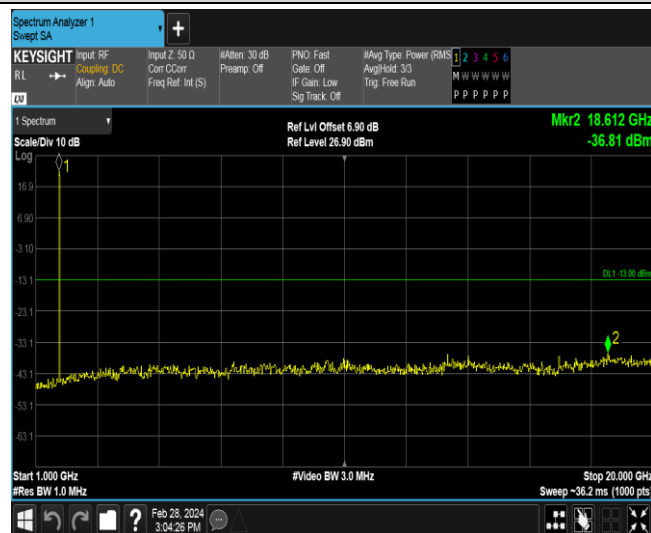 Spectrum Analyzer 1
Swept SA
+
KEYSIGHT Input: RF Input Z: 50 Ω #Atten: 30 dB PNO: Fast #Avg Type: Power (RMS 1 2 3 4 5 6
RL Coupling: DC Corr CCorr Preamp: Off Gate: Off Avg|Hold: 3/3 M W W W W W
Align: Auto Freq Ref: Int (S) IF Gain: Low Trig: Free Run
Sig Track: Off P P P P P P
1 Spectrum Ref Lvl Offset 6.90 dB Mkr2 18.612 GHz
Scale/Div 10 dB Ref Level 26.90 dBm -36.81 dBm
Log
1
16.9
6.90
-3.10
-13.1
DL1 -13.00 dBm
-23.1
-33.1
2
-43.1
-53.1
-63.1
Start 1.000 GHz #Video BW 3.0 MHz Stop 20.000 GHz
#Res BW 1.0 MHz Sweep ~36.2 ms (1000 pts)
? Feb 28, 2024
3:04:26 PM